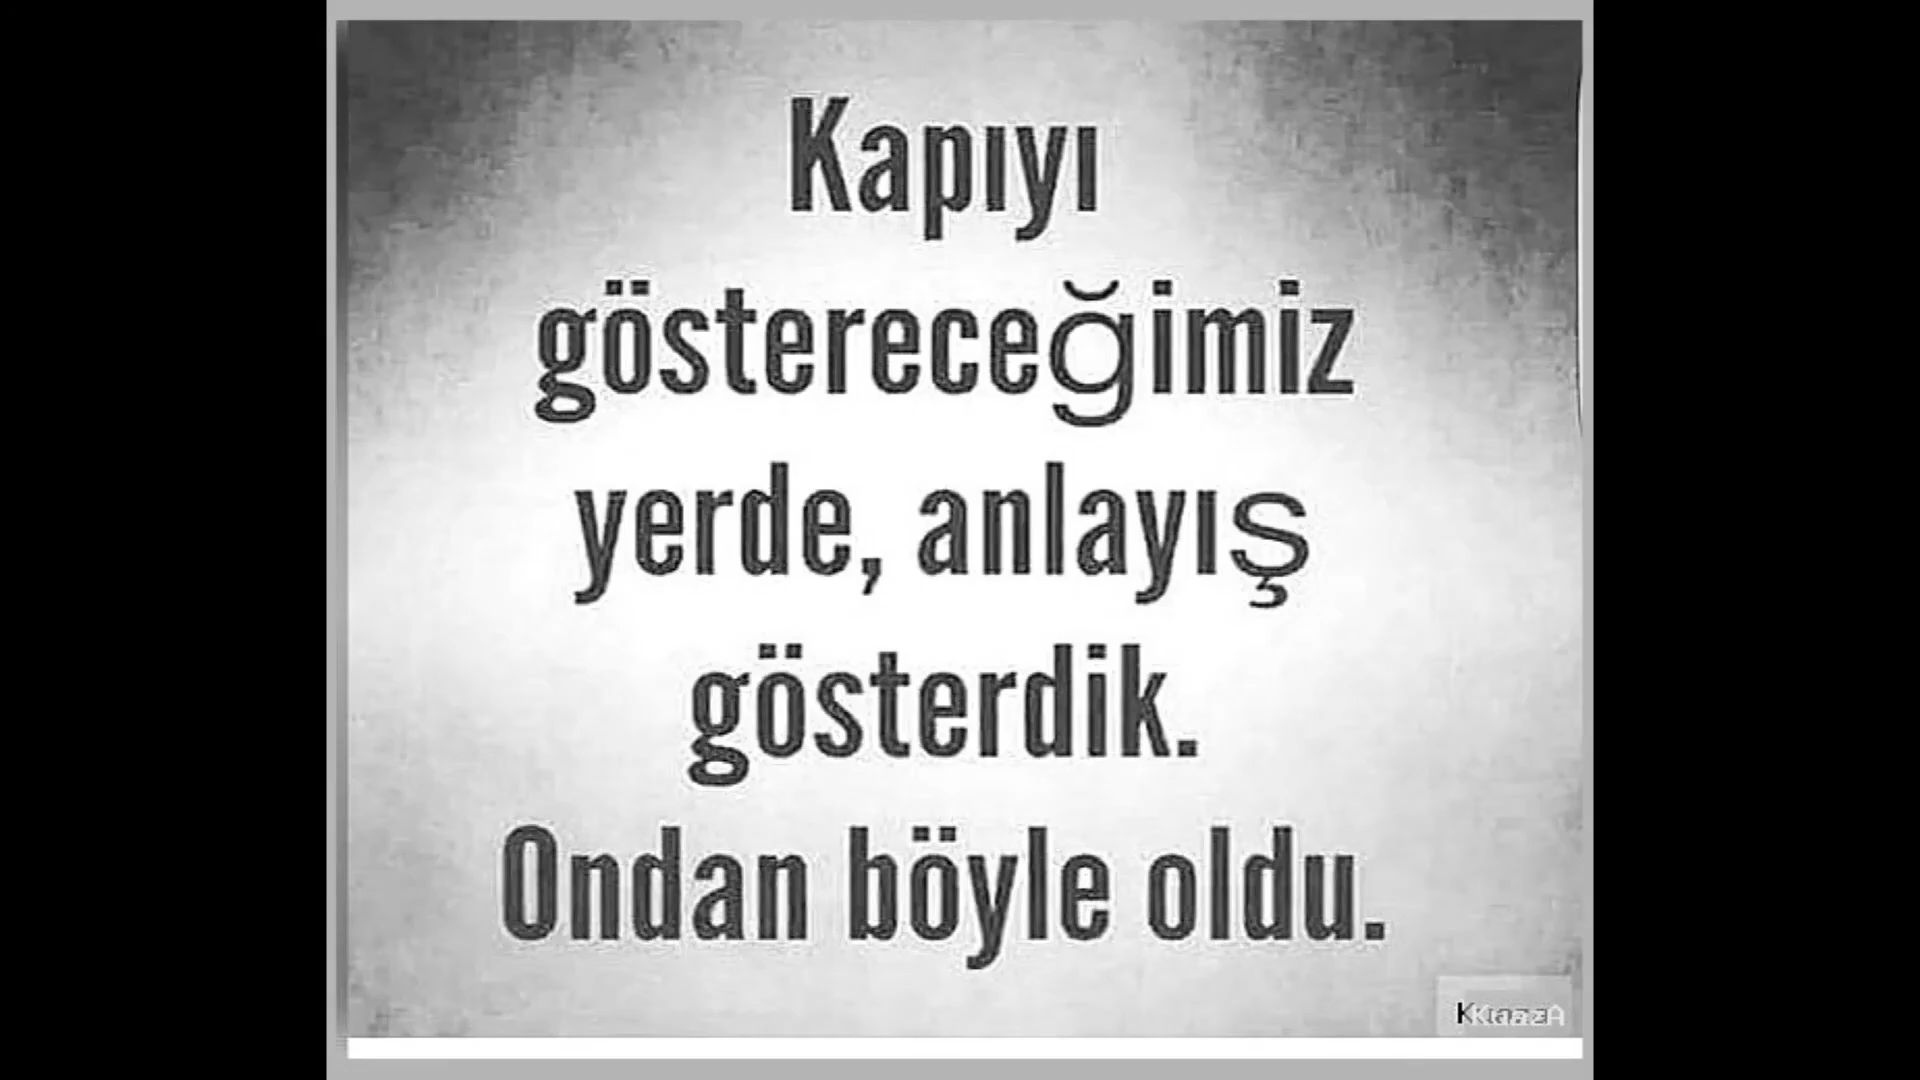 Kapıyı
göstereceğimiz
yerde, anlayış
gösterdik.
Ondan böyle oldu.